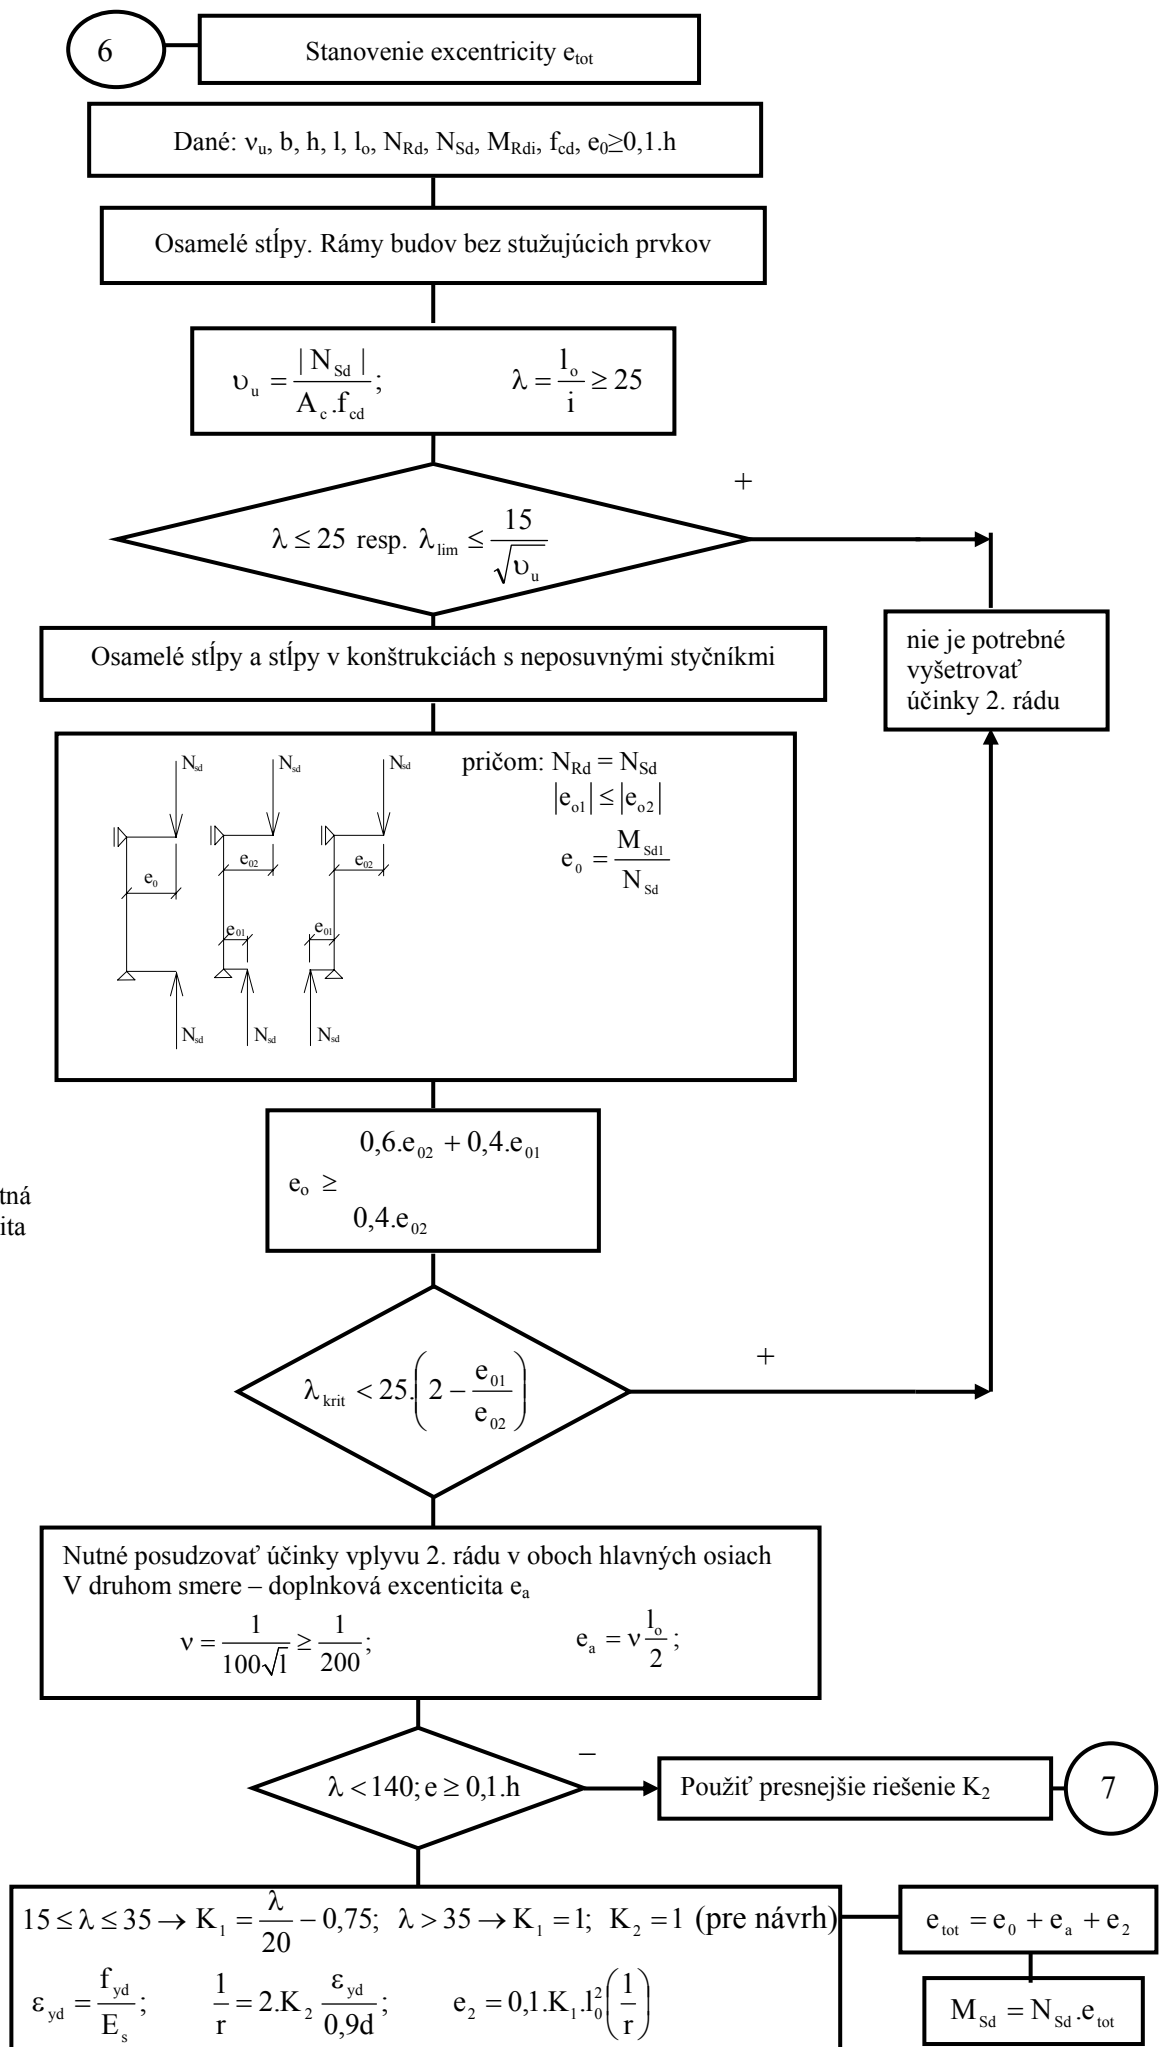 6
Stanovenie excentricity e_tot
Dané: ν_u, b, h, l, l_o, N_Rd, N_Sd, M_Rdi, f_cd, e_0≥0,1.h
Osamelé stĺpy. Rámy budov bez stužujúcich prvkov
υ_u = | N_Sd | / A_c.f_cd; λ = l_o / i ≥ 25
+
λ ≤ 25 resp. λ_lim ≤ 15 / √υ_u
Osamelé stĺpy a stĺpy v konštrukciách s neposuvnými styčníkmi
nie je potrebné
vyšetrovať
účinky 2. rádu
N_sd N_sd N_sd
pričom: N_Rd = N_Sd
|e_o1| ≤ |e_o2|
e_0 = M_Sd1 / N_Sd
e_0 e_02 e_02
e_01 e_01
N_sd N_sd N_sd
0,6.e_02 + 0,4.e_01
e_o ≥
0,4.e_02
tná
ita
+
λ_krit < 25.(2 − e_01 / e_02)
Nutné posudzovať účinky vplyvu 2. rádu v oboch hlavných osiach
V druhom smere – doplnková excenticita e_a
ν = 1 / 100√l ≥ 1 / 200; e_a = ν l_o / 2 ;
−
λ < 140; e ≥ 0,1.h
Použiť presnejšie riešenie K_2
7
15 ≤ λ ≤ 35 → K_1 = λ / 20 − 0,75; λ > 35 → K_1 = 1; K_2 = 1 (pre návrh)
ε_yd = f_yd / E_s; 1 / r = 2.K_2 ε_yd / 0,9d; e_2 = 0,1.K_1.l_0^2 (1 / r)
e_tot = e_0 + e_a + e_2
M_Sd = N_Sd.e_tot